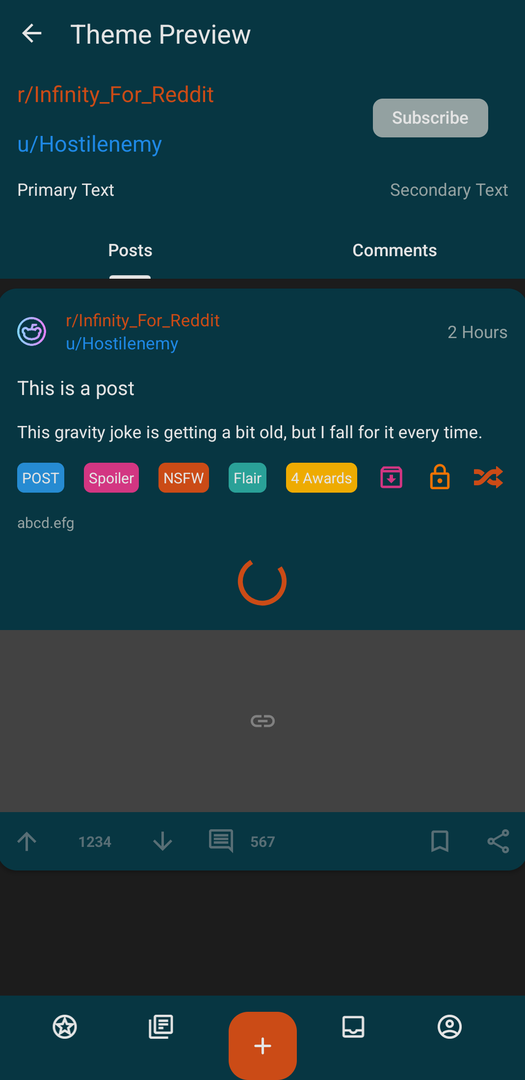 Theme Preview
r/Infinity_For_Reddit
Subscribe
u/Hostilenemy
Primary Text
Secondary Text
Posts
Comments
r/Infinity_For_Reddit
u/Hostilenemy
2 Hours
This is a post
This gravity joke is getting a bit old, but I fall for it every time.
POST
Spoiler
NSFW
Flair
4 Awards
abcd.efg
1234
567